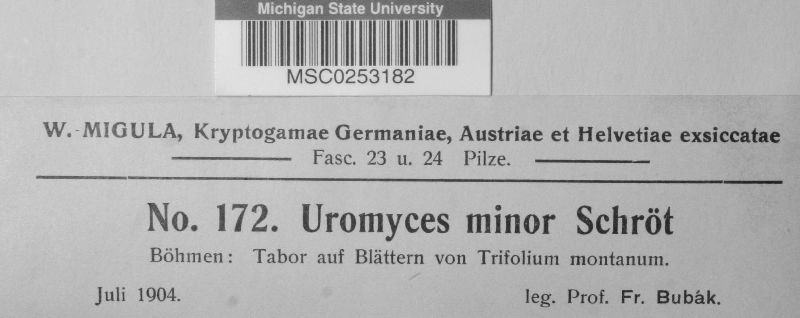 Michigan State University
MSC0253182
W. MIGULA, Kryptogamae Germaniae, Austriae et Helvetiae exsiccatae
Fasc. 23 u. 24 Pilze.
No. 172. Uromyces minor Schröt
Böhmen: Tabor auf Blättern von Trifolium montanum.
Juli 1904.
leg. Prof. Fr. Bubák.